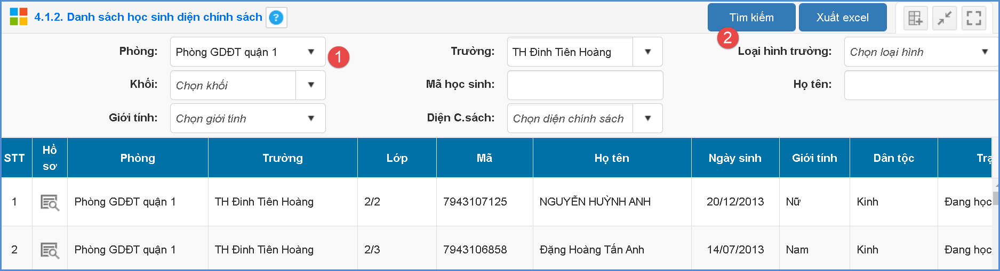 4.1.2. Danh sách học sinh diện chính sách ?
Tìm kiếm Xuất excel
2
Phòng: Phòng GDĐT quận 1 1 Trường: TH Đinh Tiên Hoàng Loại hình trường: Chọn loại hình
Khối: Chọn khối Mã học sinh: Họ tên:
Giới tính: Chọn giới tính Diện C.sách: Chọn diện chính sách
STT Hồ sơ Phòng Trường Lớp Mã Họ tên Ngày sinh Giới tính Dân tộc Trạ
1 Phòng GDĐT quận 1 TH Đinh Tiên Hoàng 2/2 7943107125 NGUYỄN HUỲNH ANH 20/12/2013 Nữ Kinh Đang học
2 Phòng GDĐT quận 1 TH Đinh Tiên Hoàng 2/3 7943106858 Đặng Hoàng Tấn Anh 14/07/2013 Nam Kinh Đang học